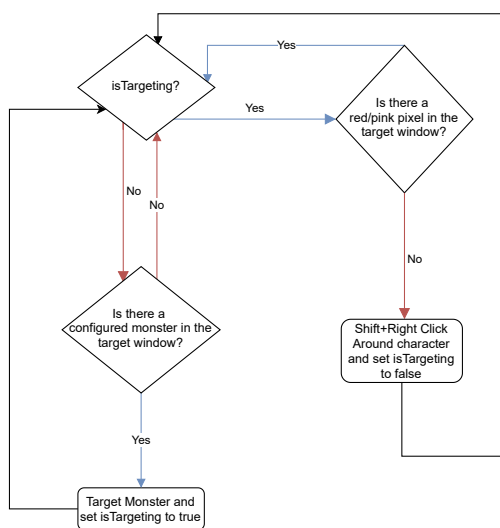 Yes
isTargeting?
Yes
Is there a
red/pink pixel in the
target window?
No
No
No
Is there a
configured monster in the
target window?
Shift+Right Click
Around character
and set isTargeting
to false
Yes
Target Monster and
set isTargeting to true